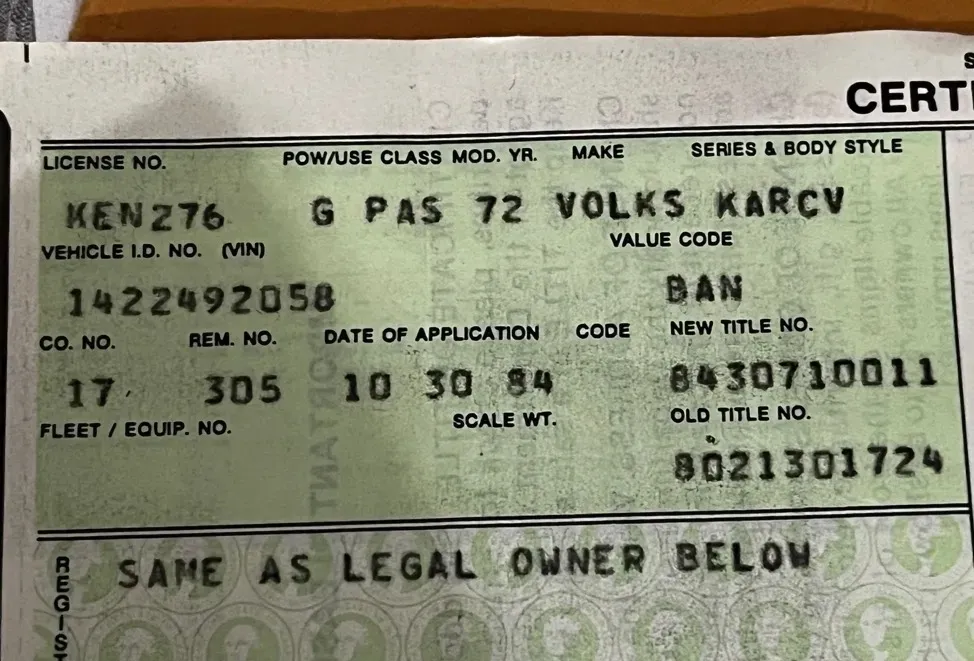 CERT
LICENSE NO. POW/USE CLASS MOD. YR. MAKE SERIES & BODY STYLE
KEN276 G PAS 72 VOLKS KARCV
VEHICLE I.D. NO. (VIN) VALUE CODE
1422492058 BAN
CO. NO. REM. NO. DATE OF APPLICATION CODE NEW TITLE NO.
17 305 10 30 84 8430710011
FLEET / EQUIP. NO. SCALE WT. OLD TITLE NO.
8021301724
REGIST
SAME AS LEGAL OWNER BELOW